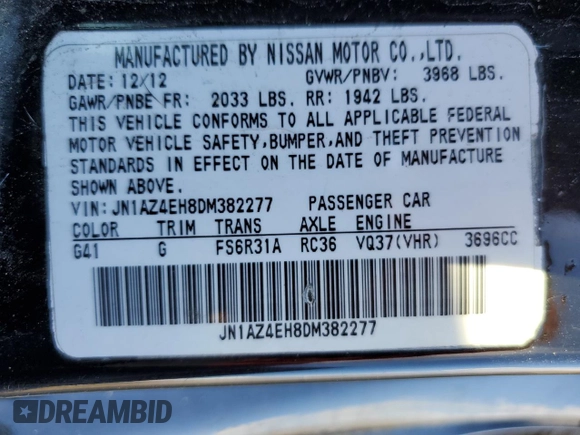 MANUFACTURED BY NISSAN MOTOR CO.,LTD.
DATE: 12/12 GVWR/PNBV: 3968 LBS.
GAWR/PNBE FR: 2033 LBS. RR: 1942 LBS.
THIS VEHICLE CONFORMS TO ALL APPLICABLE FEDERAL
MOTOR VEHICLE SAFETY,BUMPER,AND THEFT PREVENTION
STANDARDS IN EFFECT ON THE DATE OF MANUFACTURE
SHOWN ABOVE.
VIN:JN1AZ4EH8DM382277 PASSENGER CAR
COLOR TRIM TRANS AXLE ENGINE
G41 G FS6R31A RC36 VQ37(VHR) 3696CC
JN1AZ4EH8DM382277
DREAMBID